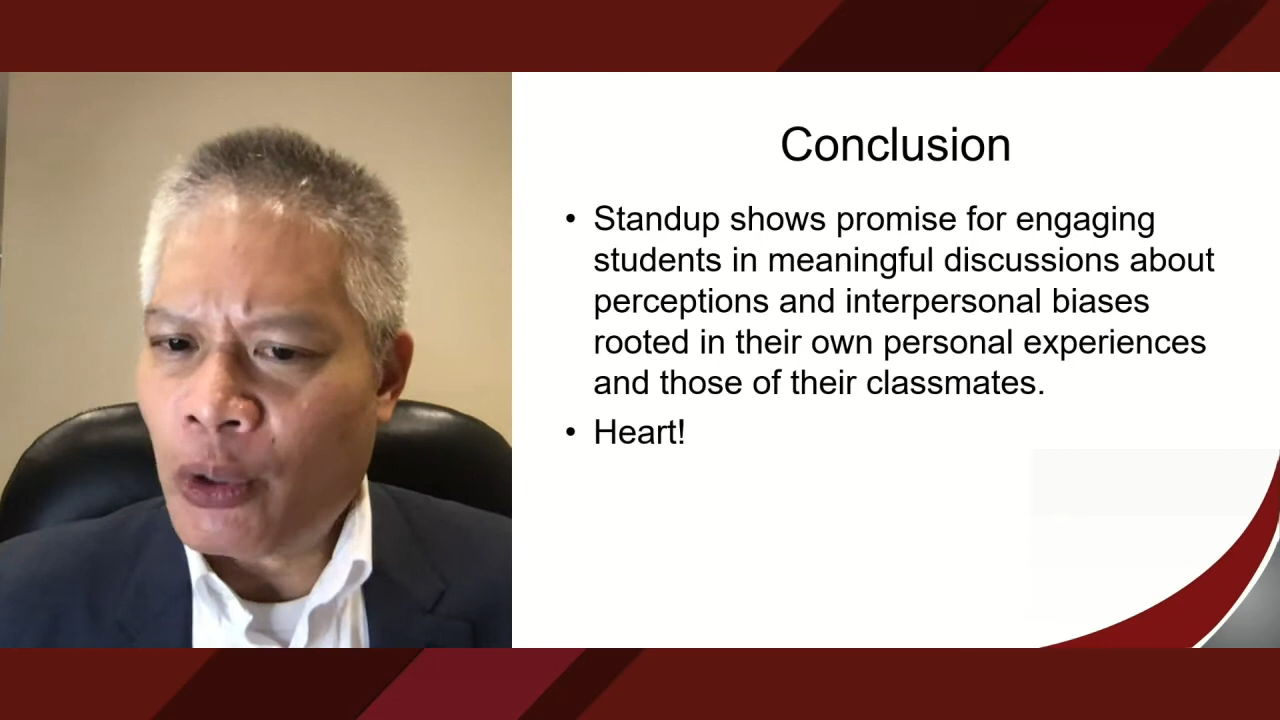 Conclusion
• Standup shows promise for engaging
students in meaningful discussions about
perceptions and interpersonal biases
rooted in their own personal experiences
and those of their classmates.
• Heart!